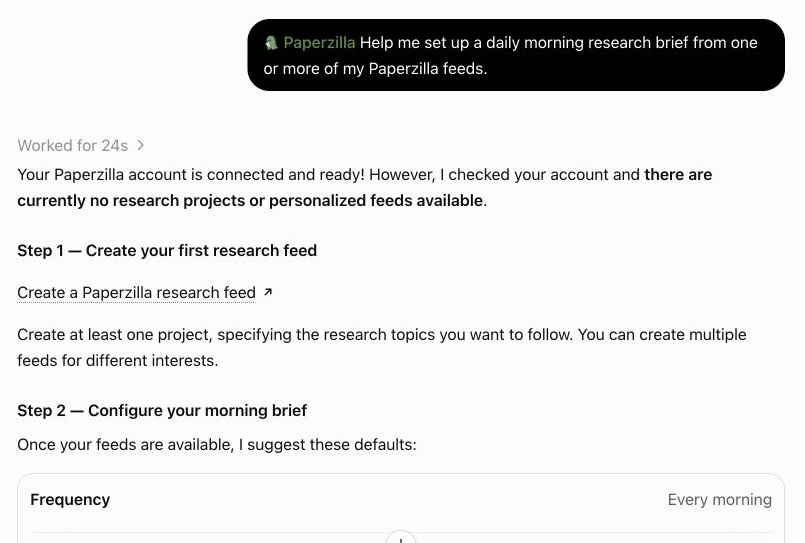 Paperzilla Help me set up a daily morning research brief from one
or more of my Paperzilla feeds.
Worked for 24s
Your Paperzilla account is connected and ready! However, I checked your account and there are
currently no research projects or personalized feeds available.
Step 1 — Create your first research feed
Create a Paperzilla research feed ↗
Create at least one project, specifying the research topics you want to follow. You can create multiple
feeds for different interests.
Step 2 — Configure your morning brief
Once your feeds are available, I suggest these defaults:
Frequency Every morning